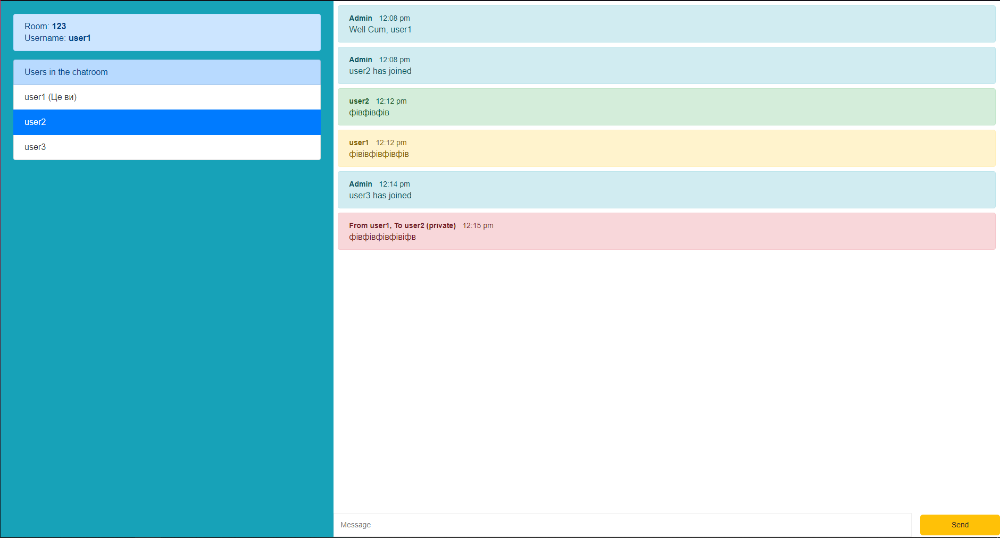 Room: 123
Username: user1
Users in the chatroom
user1 (Це ви)
user2
user3
Admin 12:08 pm
Well Cum, user1
Admin 12:08 pm
user2 has joined
user2 12:12 pm
фівфівфів
user1 12:12 pm
фівівфівфівфів
Admin 12:14 pm
user3 has joined
From user1, To user2 (private) 12:15 pm
фівфівфівфівіфв
Message
Send